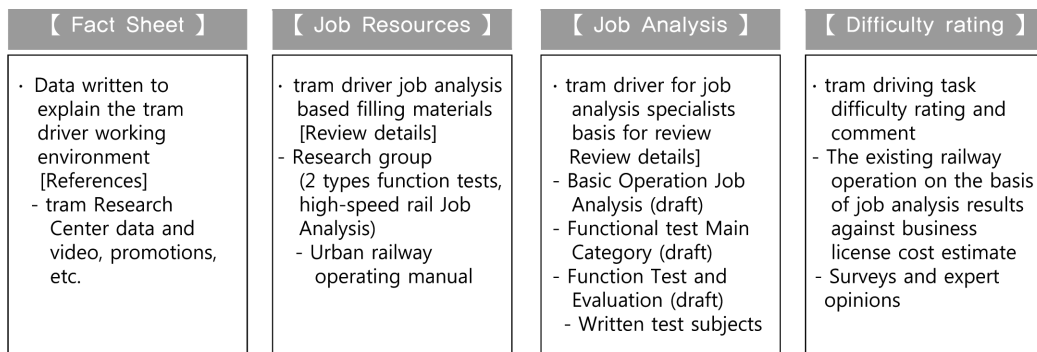 【 Fact Sheet 】
· Data written to
explain the tram
driver working
environment
[References]
- tram Research
Center data and
video, promotions,
etc.
【 Job Resources 】
· tram driver job analysis
based filling materials
[Review details]
- Research group
(2 types function tests,
high-speed rail Job
Analysis)
- Urban railway
operating manual
【 Job Analysis 】
· tram driver for job
analysis specialists
basis for review
Review details]
- Basic Operation Job
Analysis (draft)
- Functional test Main
Category (draft)
- Function Test and
Evaluation (draft)
- Written test subjects
【 Difficulty rating 】
· tram driving task
difficulty rating and
comment
- The existing railway
operation on the basis
of job analysis results
against business
license cost estimate
- Surveys and expert
opinions